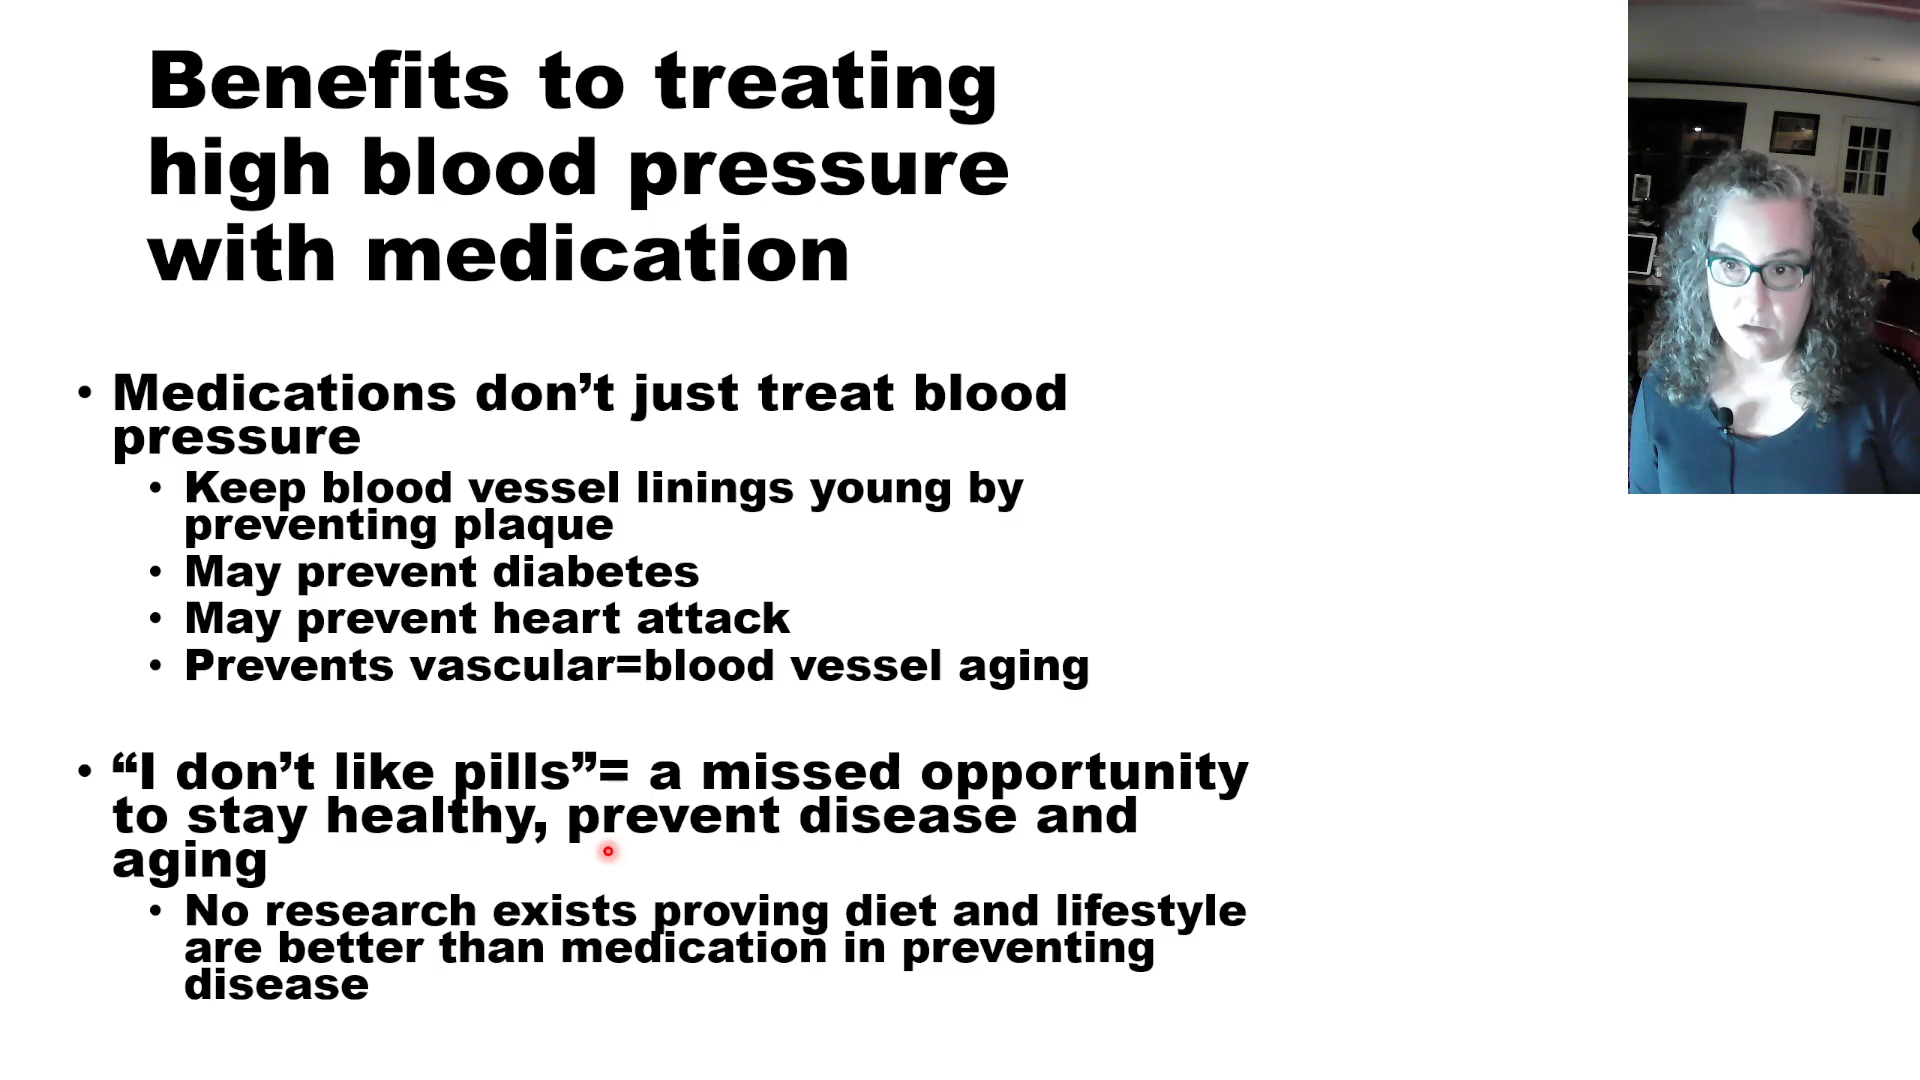 Benefits to treating
high blood pressure
with medication
• Medications don’t just treat blood
pressure
• Keep blood vessel linings young by
preventing plaque
• May prevent diabetes
• May prevent heart attack
• Prevents vascular=blood vessel aging
• “I don’t like pills”= a missed opportunity
to stay healthy, prevent disease and
aging
• No research exists proving diet and lifestyle
are better than medication in preventing
disease